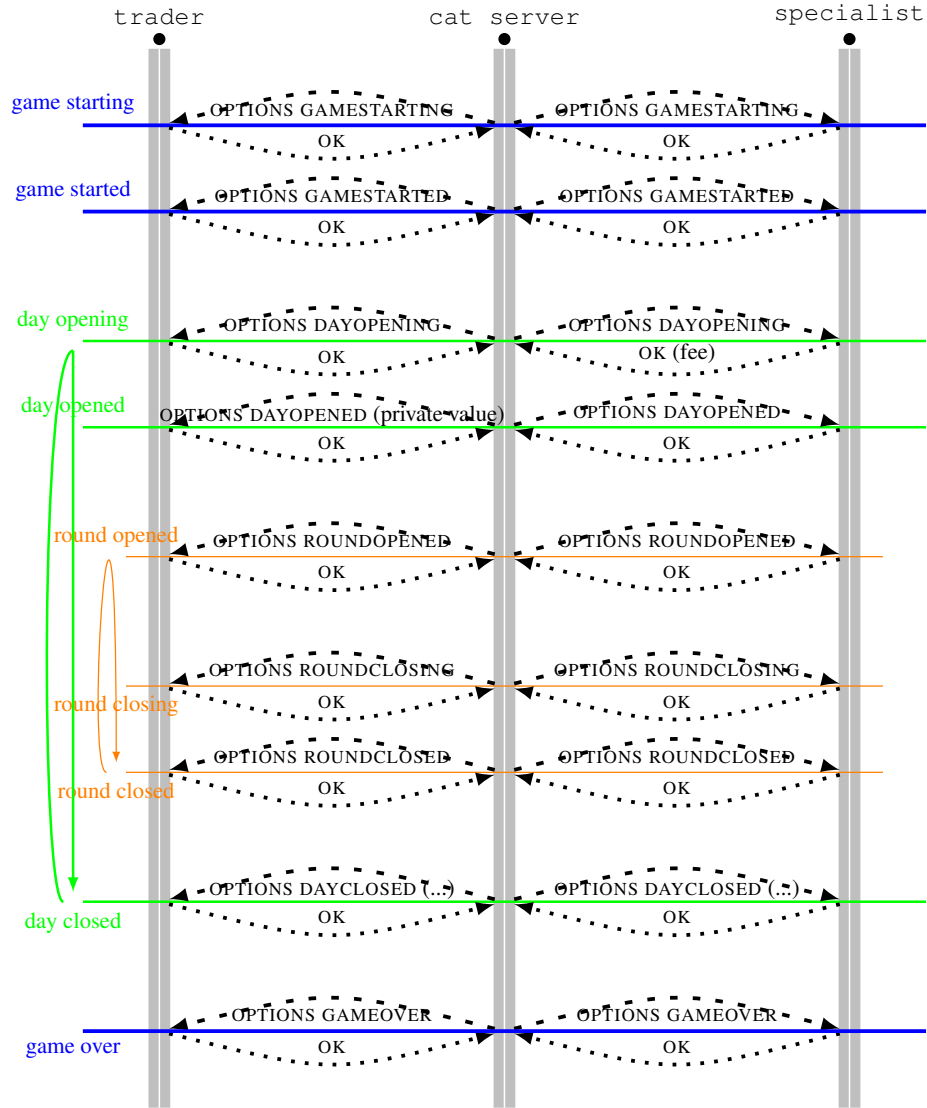 trader cat server specialist
game starting OPTIONS GAMESTARTING OPTIONS GAMESTARTING
OK OK
game started OPTIONS GAMESTARTED OPTIONS GAMESTARTED
OK OK
day opening OPTIONS DAYOPENING OPTIONS DAYOPENING
OK OK (fee)
day opened OPTIONS DAYOPENED (private value) OPTIONS DAYOPENED
OK OK
round opened OPTIONS ROUNDOPENED OPTIONS ROUNDOPENED
OK OK
OPTIONS ROUNDCLOSING OPTIONS ROUNDCLOSING
round closing OK OK
OPTIONS ROUNDCLOSED OPTIONS ROUNDCLOSED
round closed OK OK
OPTIONS DAYCLOSED (...) OPTIONS DAYCLOSED (...)
day closed OK OK
OPTIONS GAMEOVER OPTIONS GAMEOVER
game over OK OK